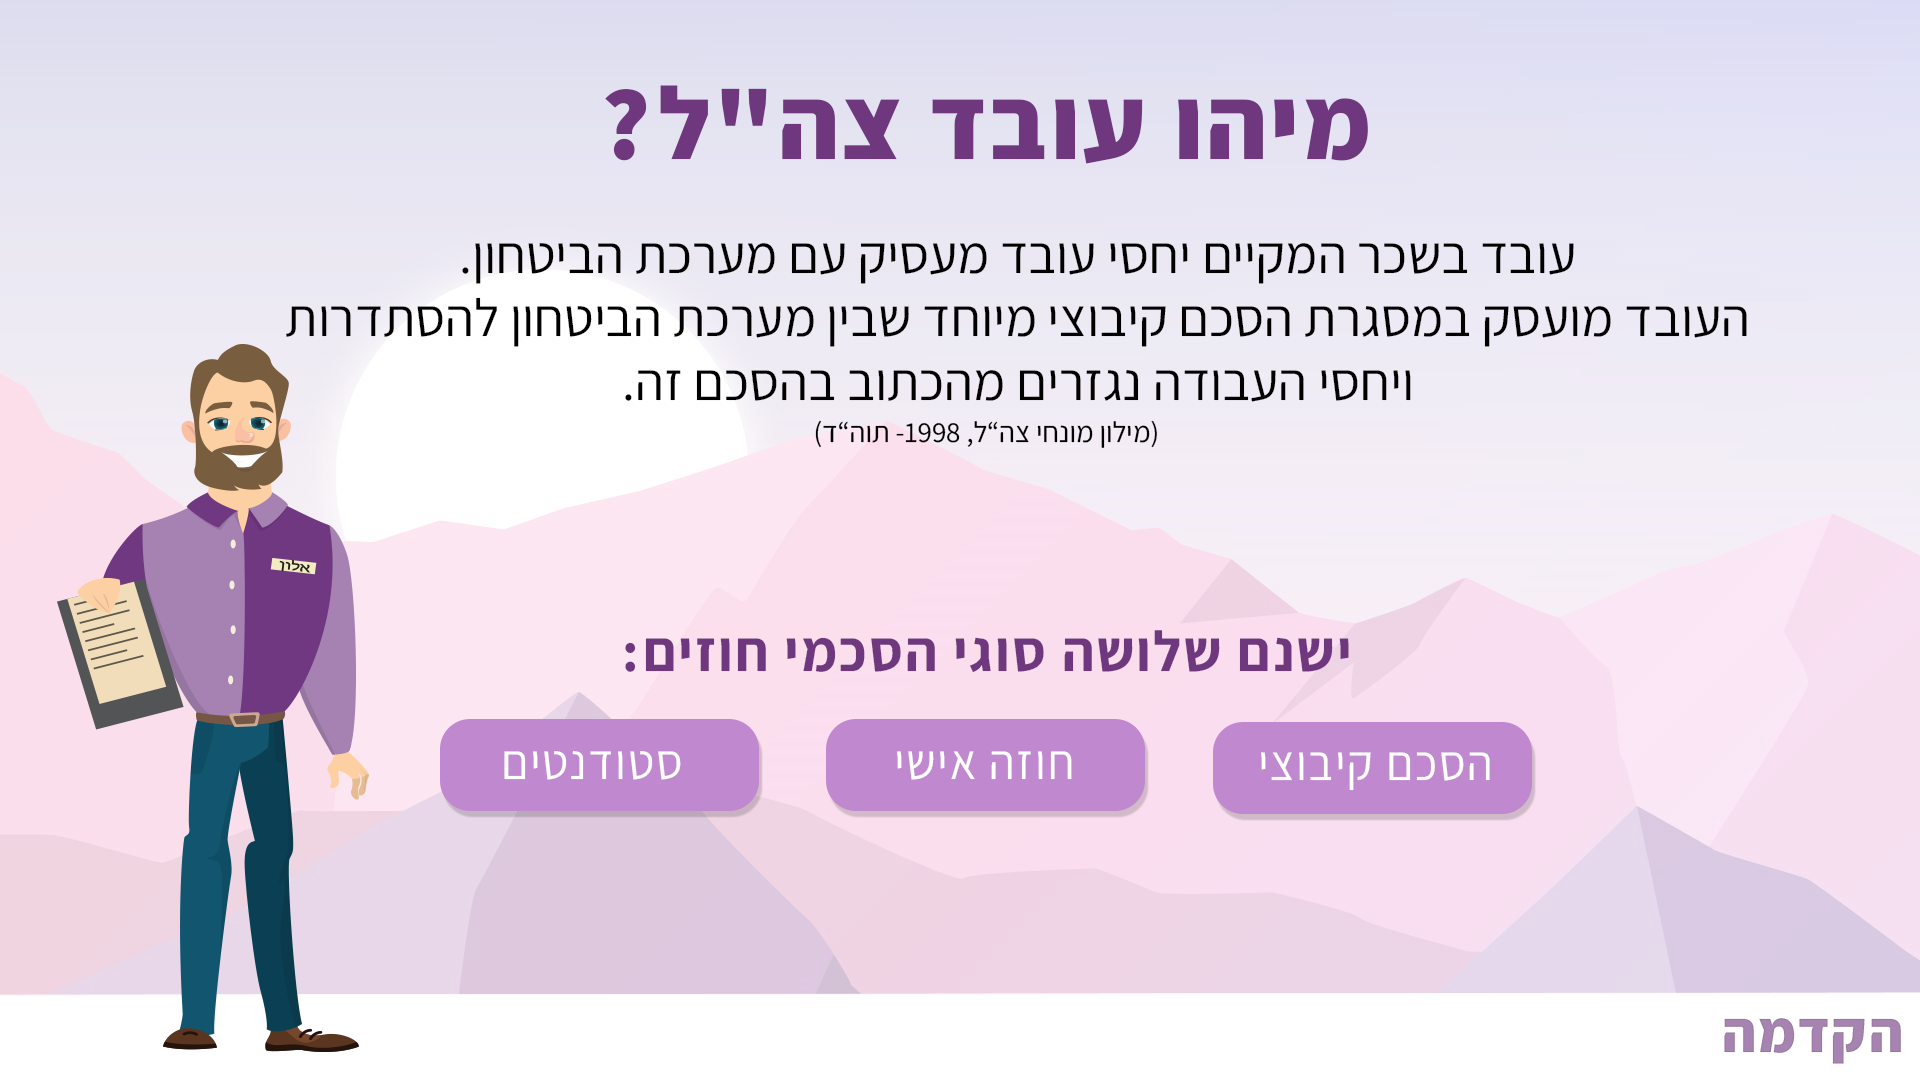 מיהו עובד צה"ל?
עובד בשכר המקיים יחסי עובד מעסיק עם מערכת הביטחון.
העובד מועסק במסגרת הסכם קיבוצי מיוחד שבין מערכת הביטחון להסתדרות
ויחסי העבודה נגזרים מהכתוב בהסכם זה.
(מילון מונחי צה“ל, 1998- תוה“ד)
אלון
ישנם שלושה סוגי הסכמי חוזים:
הסכם קיבוצי
חוזה אישי
סטודנטים
הקדמה